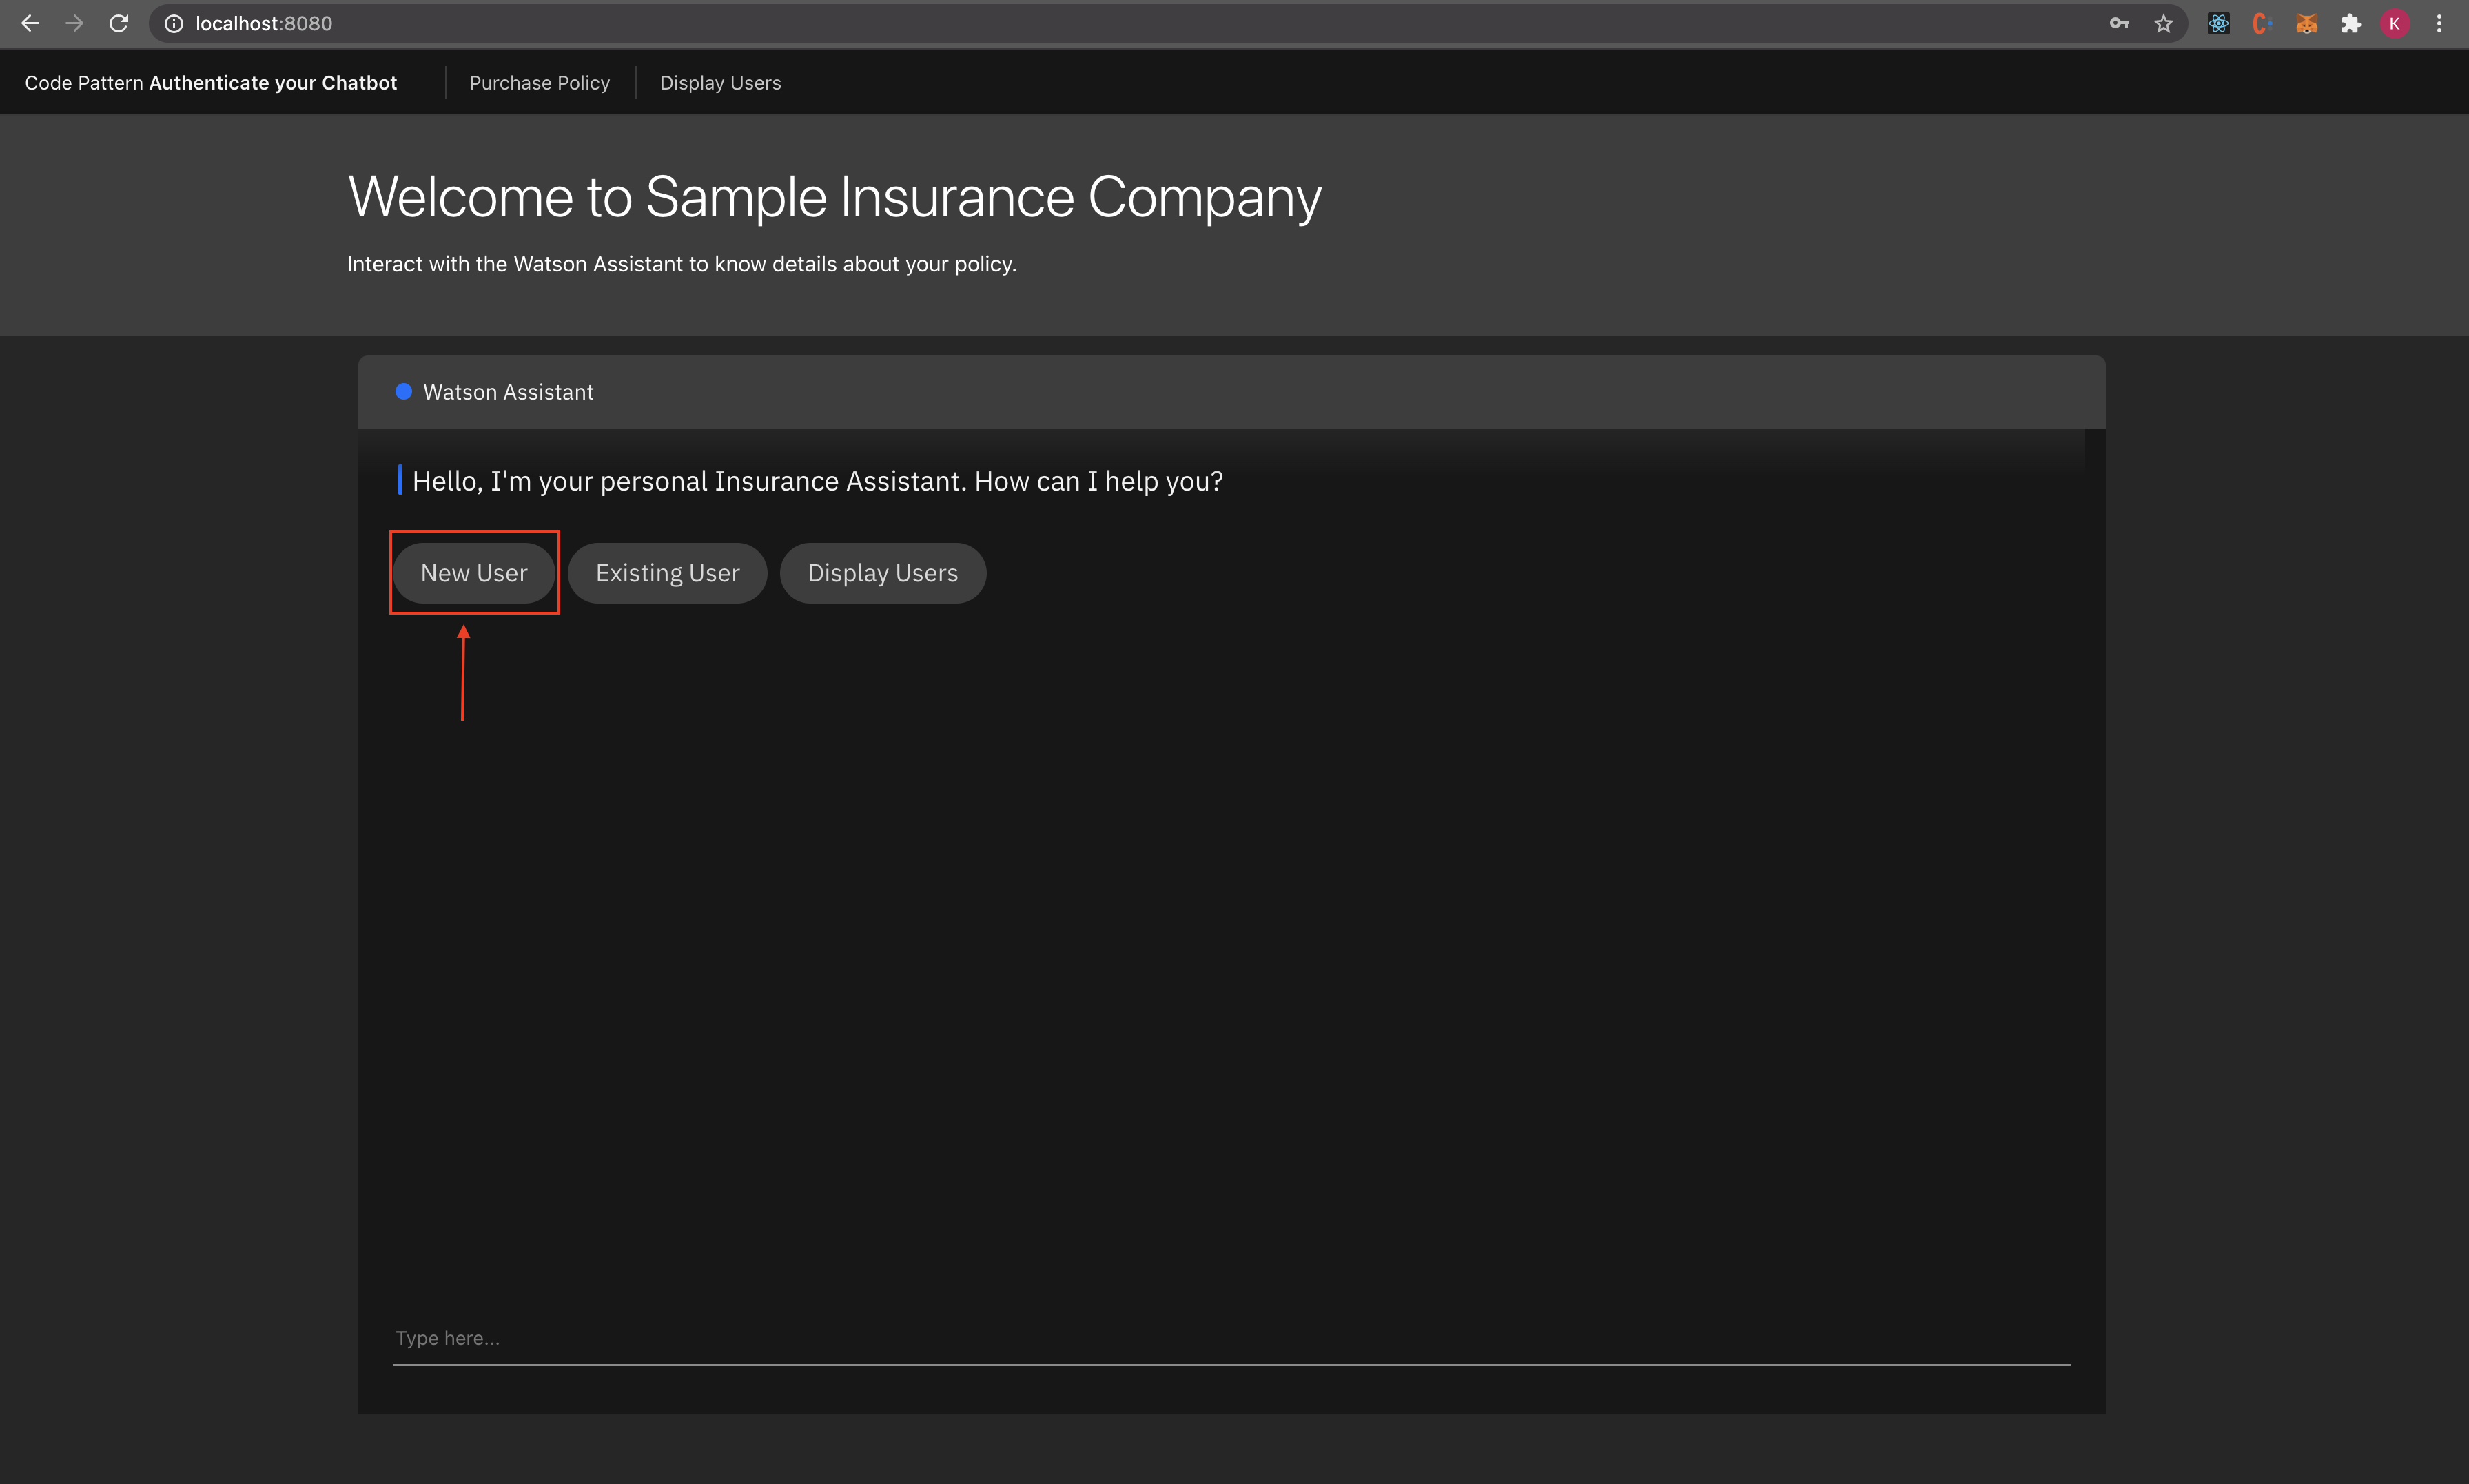 localhost:8080
K
Code Pattern Authenticate your Chatbot
Purchase Policy
Display Users
Welcome to Sample Insurance Company
Interact with the Watson Assistant to know details about your policy.
Watson Assistant
Hello, I'm your personal Insurance Assistant. How can I help you?
New User
Existing User
Display Users
Type here...